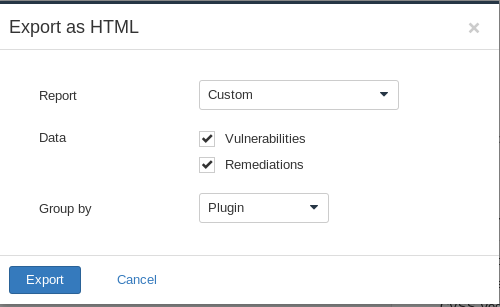 Export as HTML ×
Report Custom
Data Vulnerabilities
Remediations
Group by Plugin
Export Cancel